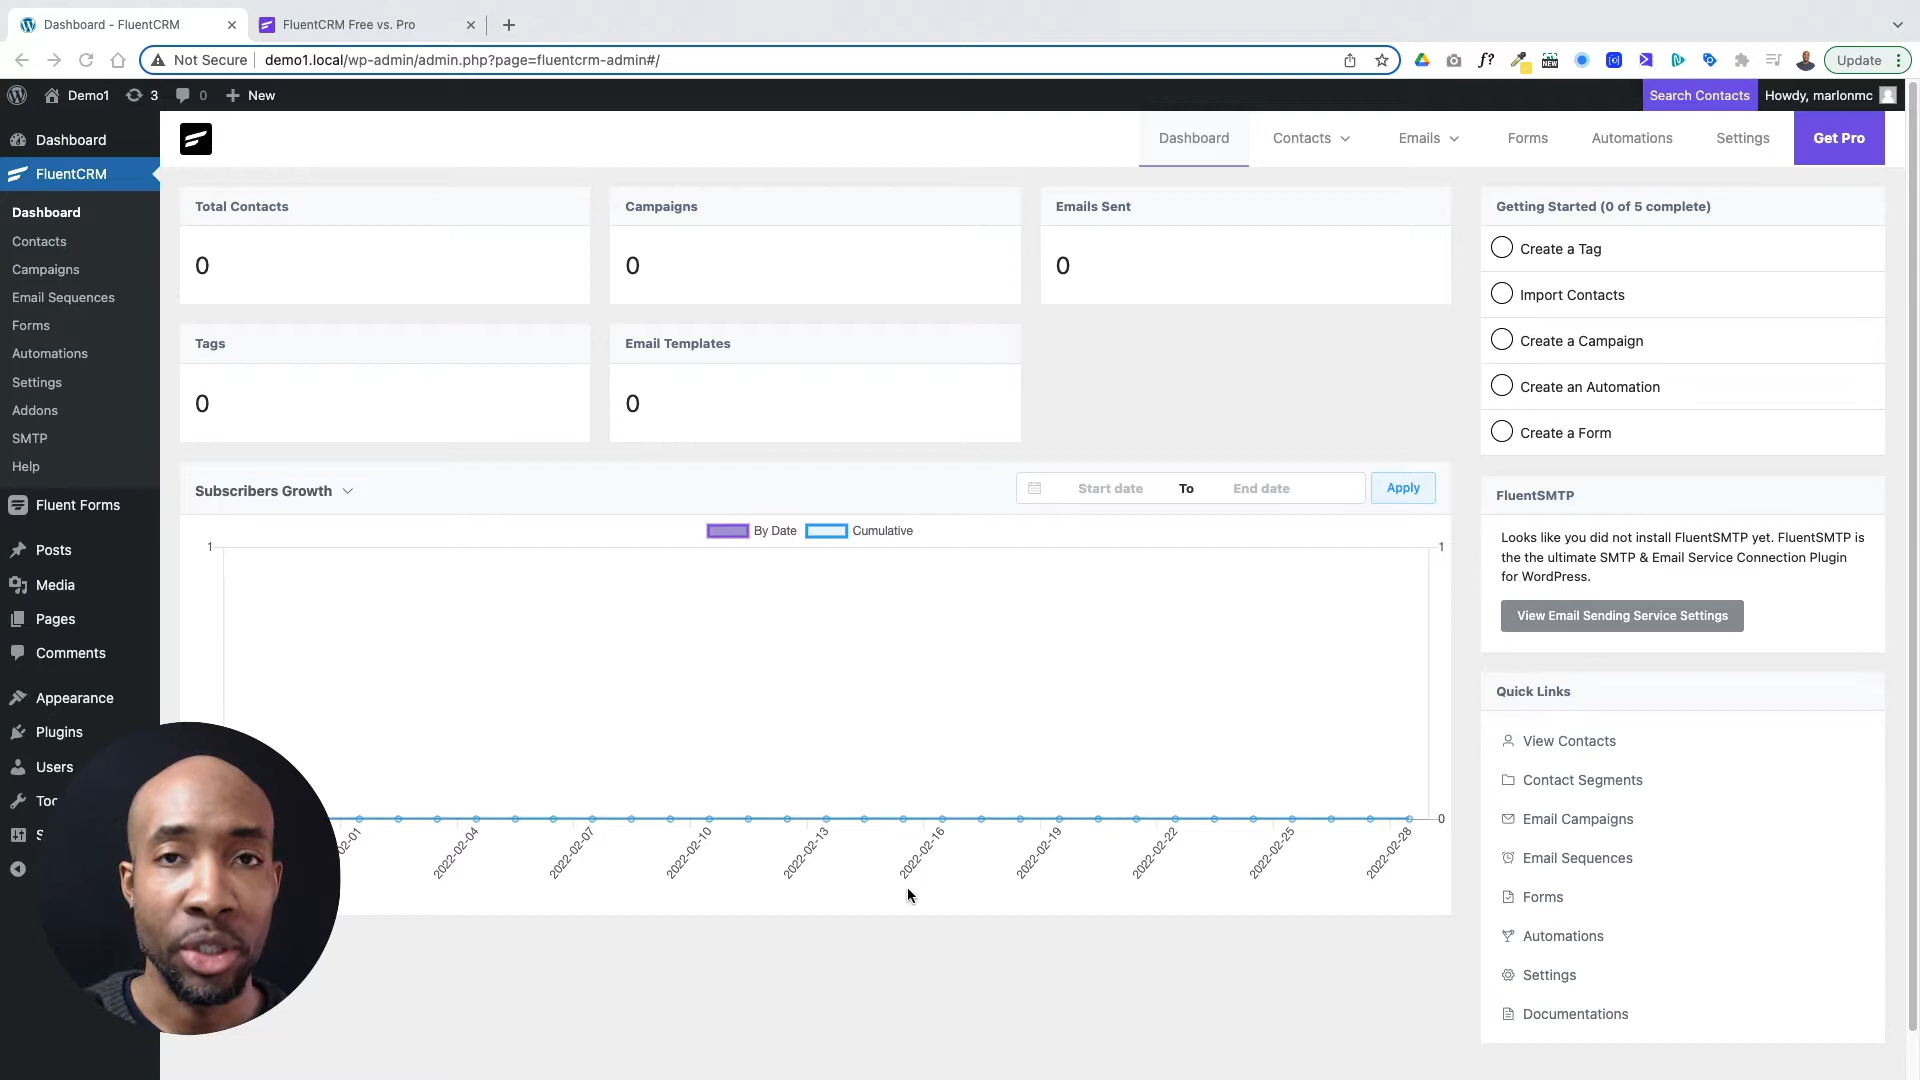 Dashboard - FluentCRM
FluentCRM Free vs. Pro
Not Secure
demo1.local/wp-admin/admin.php?page=fluentcrm-admin#/
f?
NEW
Update
Demo1
3
0
New
Search Contacts
Howdy, marlonmc
Dashboard
FluentCRM
Dashboard
Contacts
Campaigns
Email Sequences
Forms
Automations
Settings
Addons
SMTP
Help
Fluent Forms
Posts
Media
Pages
Comments
Appearance
Plugins
Users
Dashboard
Contacts
Emails
Forms
Automations
Settings
Get Pro
Total Contacts
0
Campaigns
0
Emails Sent
0
Tags
0
Email Templates
0
Subscribers Growth
Start date
To
End date
Apply
By Date
Cumulative
1
1
0
02-01
2022-02-04
2022-02-07
2022-02-10
2022-02-13
2022-02-16
2022-02-19
2022-02-22
2022-02-25
2022-02-28
Getting Started (0 of 5 complete)
Create a Tag
Import Contacts
Create a Campaign
Create an Automation
Create a Form
FluentSMTP
Looks like you did not install FluentSMTP yet. FluentSMTP is
the the ultimate SMTP & Email Service Connection Plugin
for WordPress.
View Email Sending Service Settings
Quick Links
View Contacts
Contact Segments
Email Campaigns
Email Sequences
Forms
Automations
Settings
Documentations